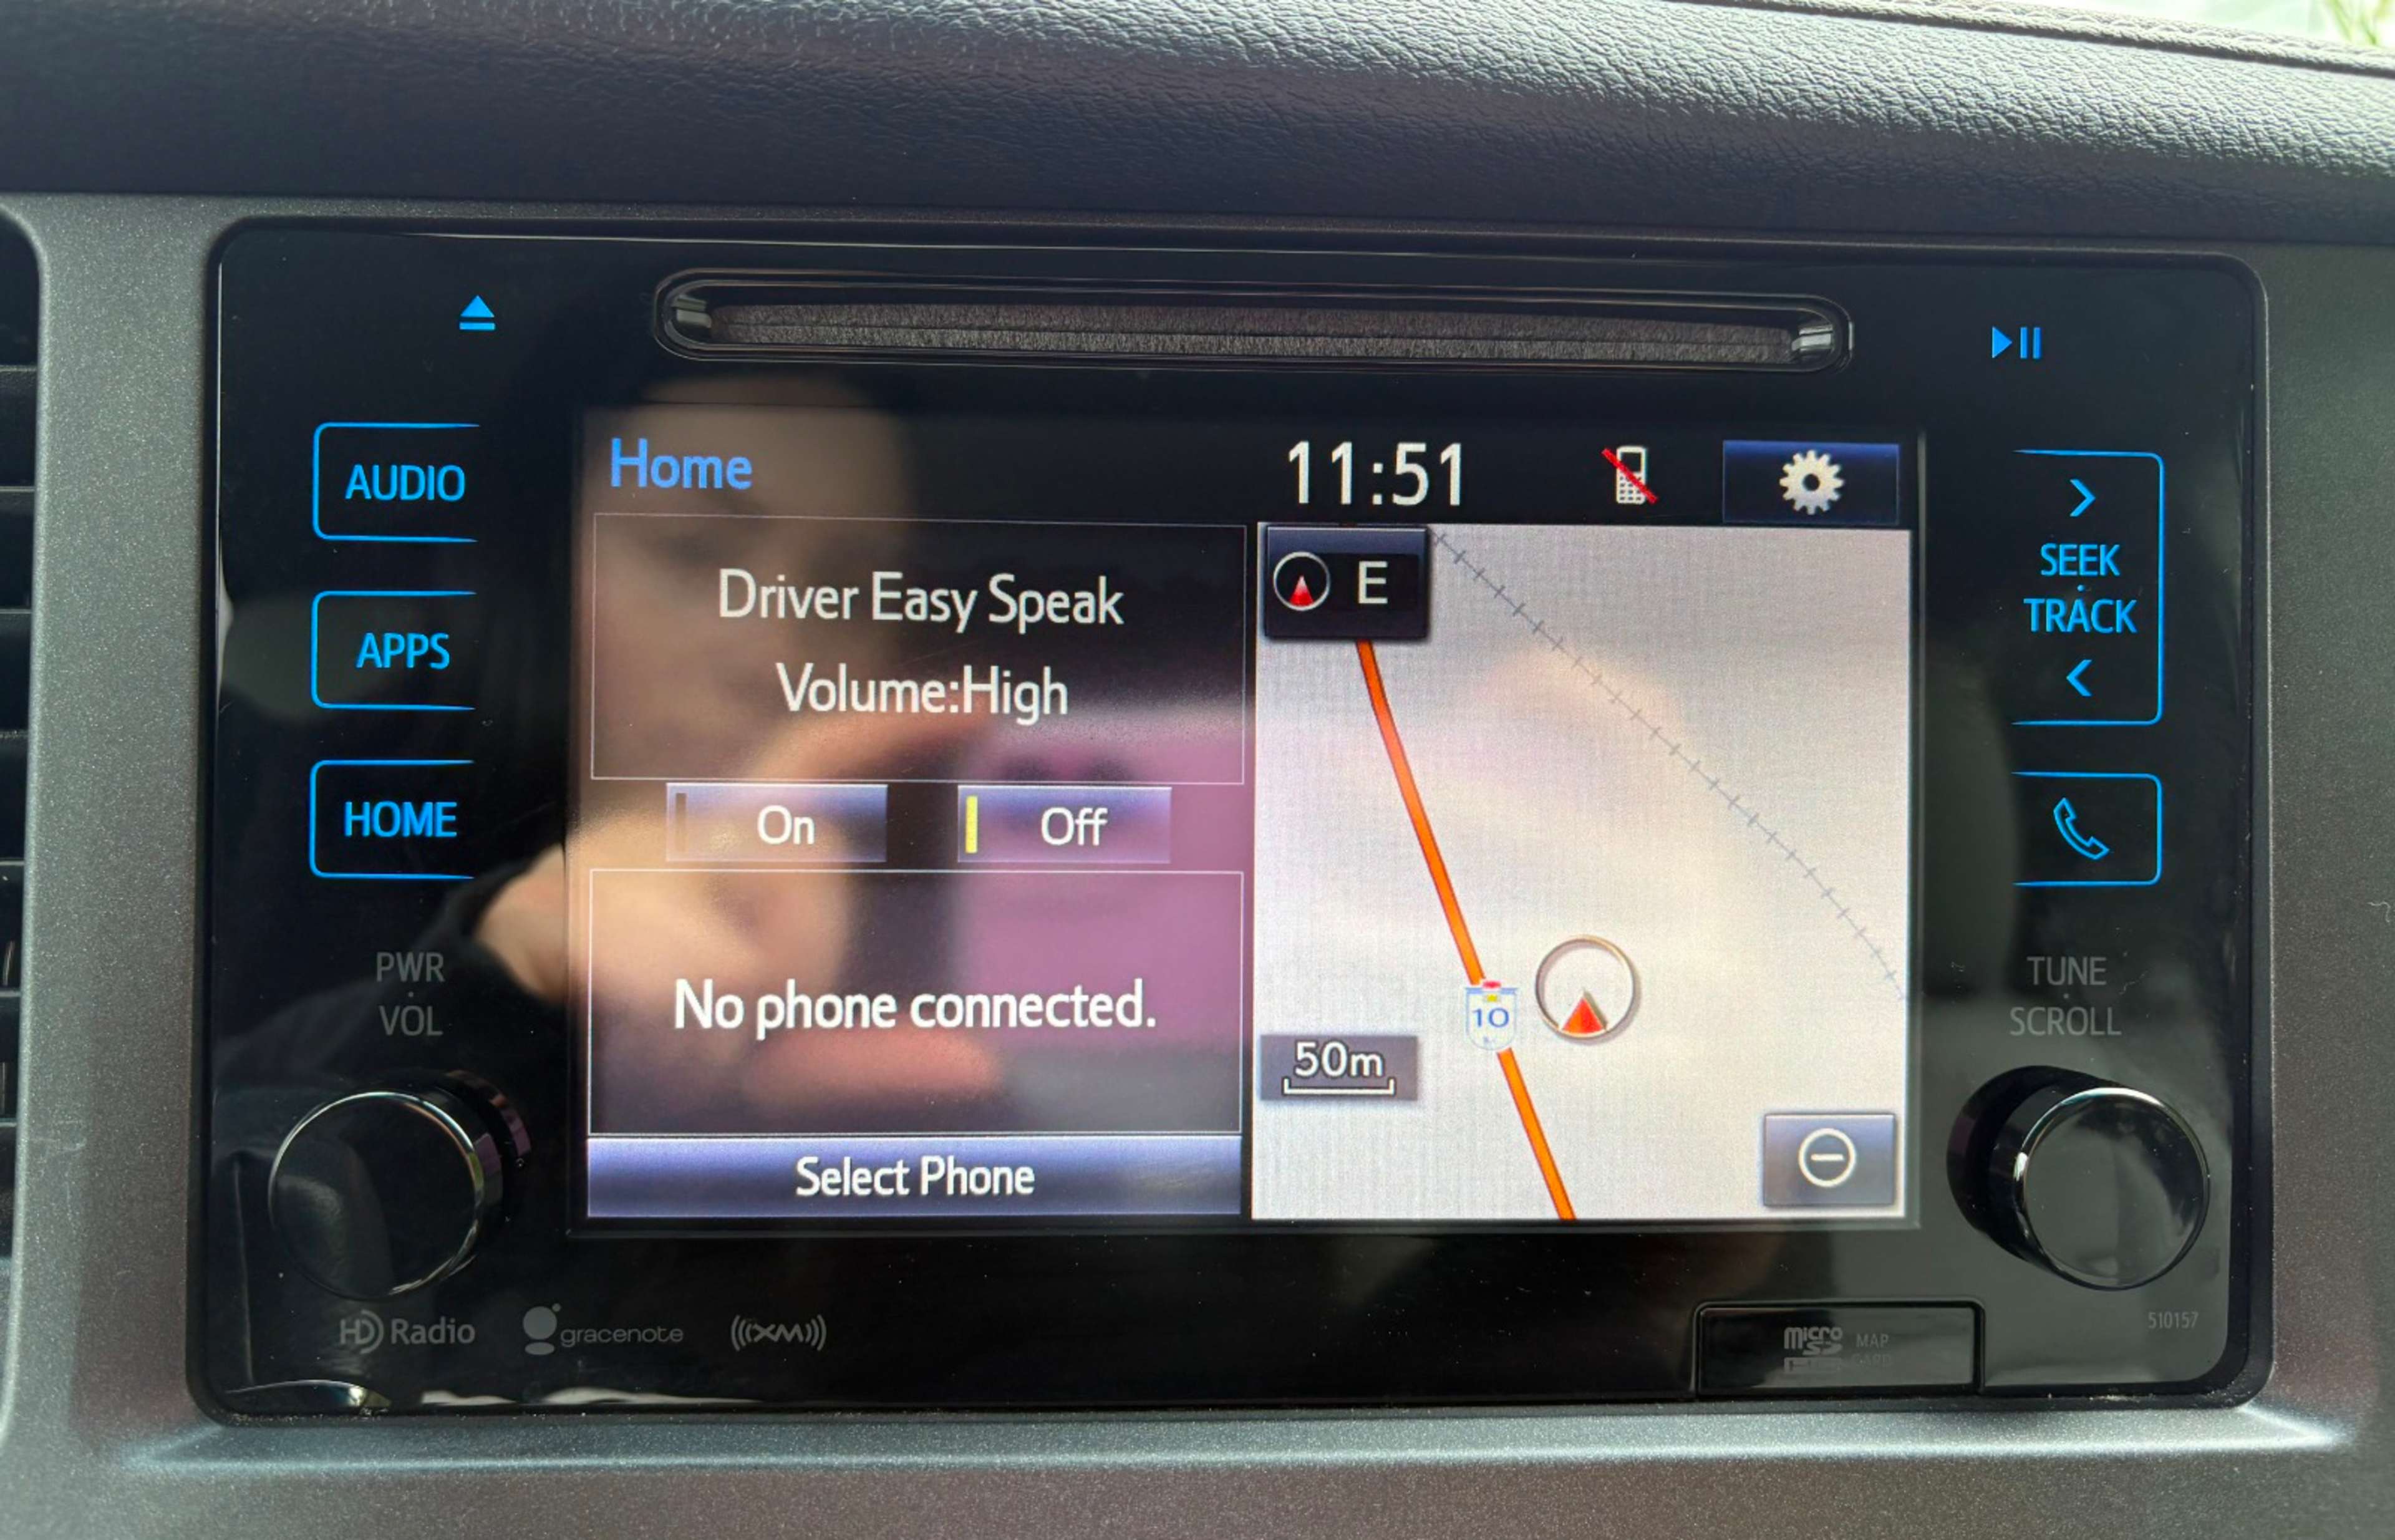 AUDIO
APPS
HOME
PWR
VOL
Home
11:51
Driver Easy Speak
Volume:High
On
Off
No phone connected.
Select Phone
E
10
50m
SEEK
TRACK
TUNE
SCROLL
HD Radio
gracenote
((XM))
micro
SD
MAP
510157